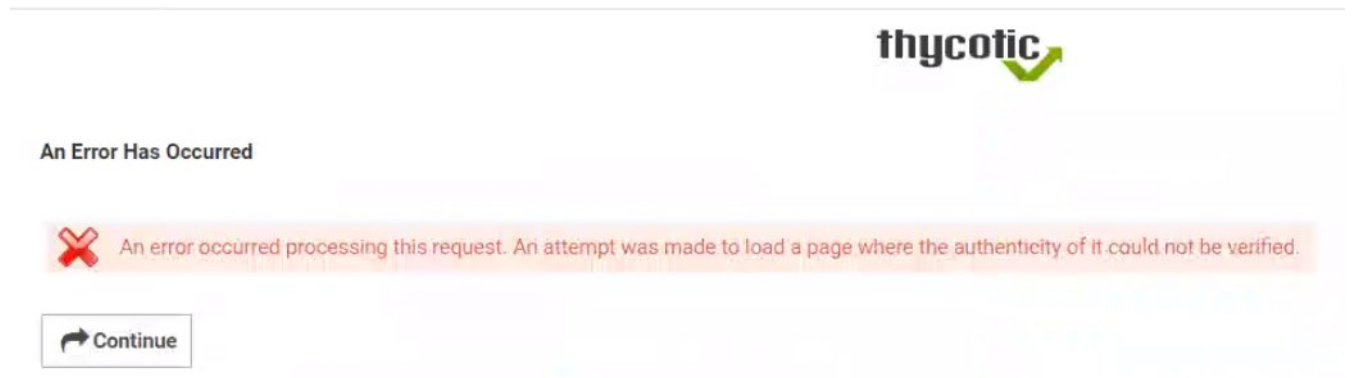 thycotic
An Error Has Occurred
An error occurred processing this request. An attempt was made to load a page where the authenticity of it could not be verified.
Continue